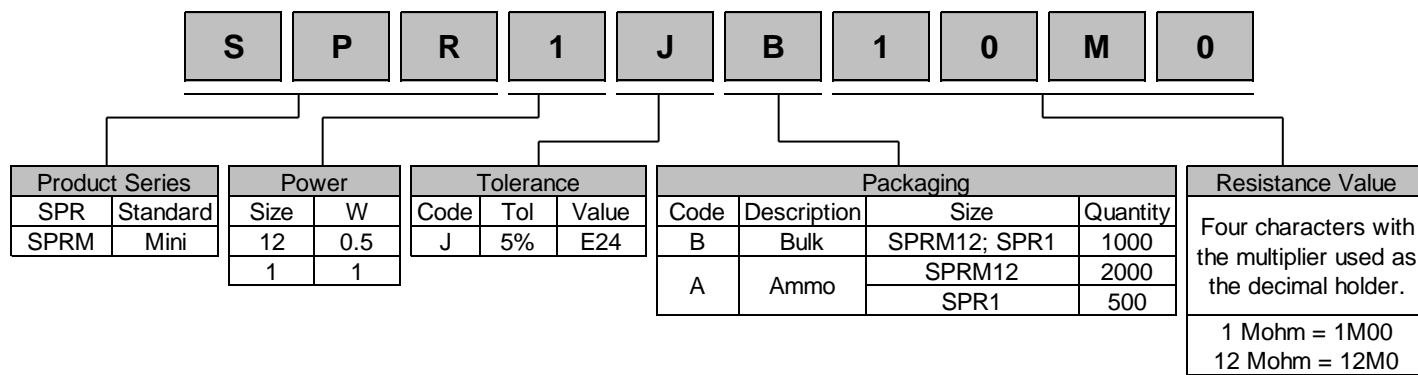 S P R 1 J B 1 0 M 0
Product Series
SPR Standard
SPRM Mini
Power
Size W
12 0.5
1 1
Tolerance
Code Tol Value
J 5% E24
Packaging
Code Description Size Quantity
B Bulk SPRM12; SPR1 1000
A Ammo SPRM12 2000
SPR1 500
Resistance Value
Four characters with
the multiplier used as
the decimal holder.
1 Mohm = 1M00
12 Mohm = 12M0